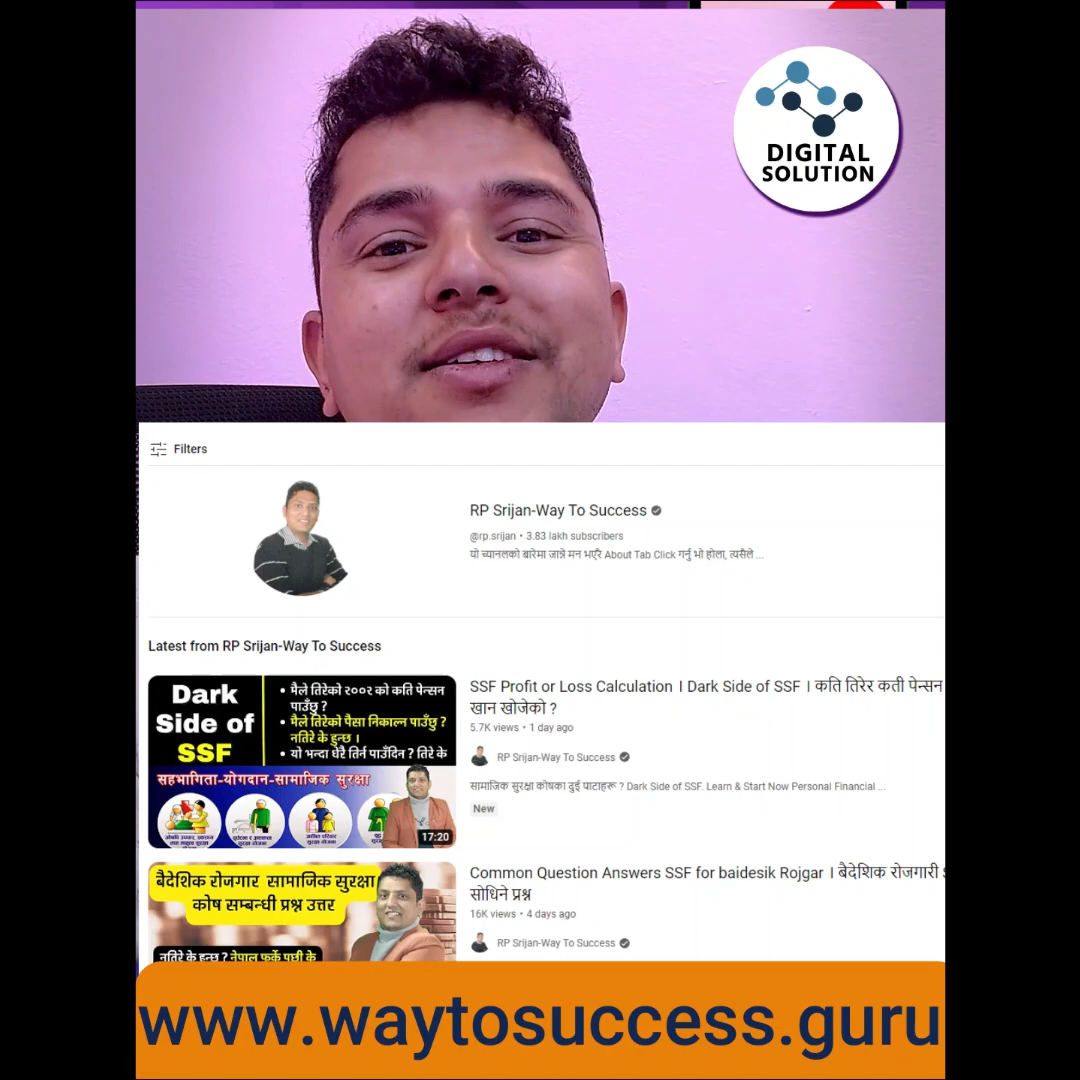 DIGITAL
SOLUTION
Filters
RP Srijan-Way To Success
@rp.srijan • 3.83 lakh subscribers
यो च्यानलको बारेमा जान्ने मन भएरै About Tab Click गर्नु भो होला, त्यसैले ...
Latest from RP Srijan-Way To Success
Dark
Side of
SSF
• मैले तिरेको २००२ को कति पेन्सन
पाउँछु ?
• मैले तिरेको पैसा निकाल्न पाउँछु ?
नतिरे के हुन्छ ।
• यो भन्दा धेरै तिर्न पाउँदिन ? तिरे के
सहभागिता-योगदान-सामाजिक सुरक्षा
17:20
SSF Profit or Loss Calculation । Dark Side of SSF । कति तिरेर कती पेन्सन
खान खोजेको ?
5.7K views • 1 day ago
RP Srijan-Way To Success
सामाजिक सुरक्षा कोषका दुई पाटाहरू ? Dark Side of SSF. Learn & Start Now Personal Financial ...
New
बैदेशिक रोजगार सामाजिक सुरक्षा
कोष सम्बन्धी प्रश्न उत्तर
नतिरे के हुन्छ ? नेपाल फर्के पछी के
Common Question Answers SSF for baidesik Rojgar । बैदेशिक रोजगारी
सोधिने प्रश्न
16K views • 4 days ago
RP Srijan-Way To Success
www.waytosuccess.guru